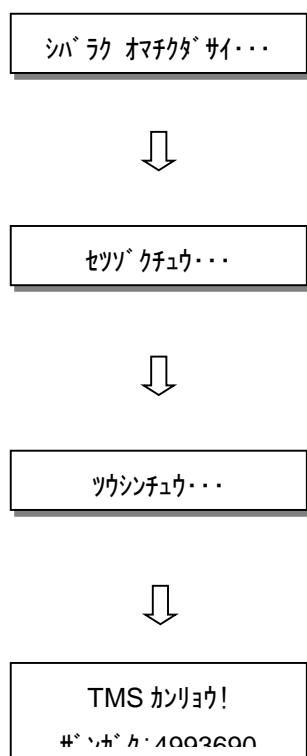 ｼﾊﾞﾗｸ ｵﾏﾁｸﾀﾞｻｲ･･･
ｾﾂｿﾞｸﾁｭｳ･･･
ﾂｳｼﾝﾁｭｳ･･･
TMS ｶﾝﾘｮｳ!
ｻﾞﾝｶﾞｸ:4993690